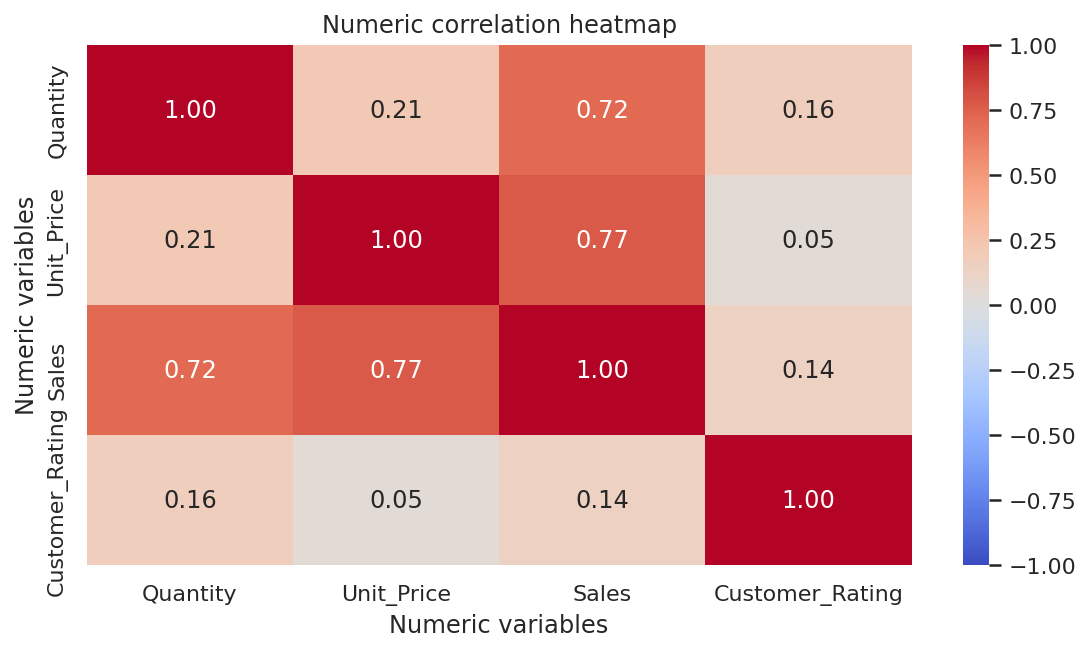 Numeric correlation heatmap
Numeric variables
Quantity
1.00 0.21 0.72 0.16
Unit_Price
0.21 1.00 0.77 0.05
Sales
0.72 0.77 1.00 0.14
Customer_Rating
0.16 0.05 0.14 1.00
Quantity Unit_Price Sales Customer_Rating
Numeric variables
1.00
0.75
0.50
0.25
0.00
−0.25
−0.50
−0.75
−1.00